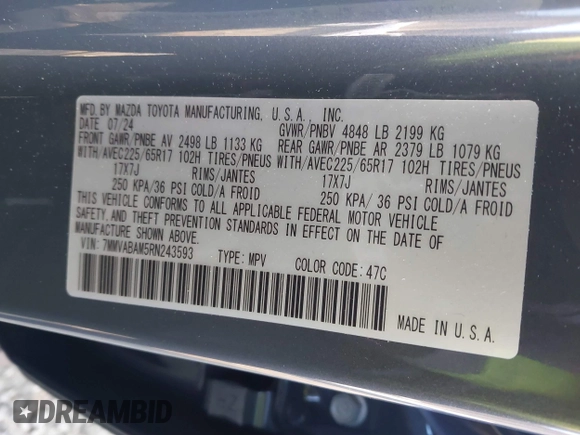 MFD.BY MAZDA TOYOTA MANUFACTURING, U.S.A., INC.
DATE 07/24 GVWR/PNBV 4848 LB 2199 KG
FRONT GAWR/PNBE AV 2498 LB 1133 KG REAR GAWR/PNBE AR 2379 LB 1079 KG
WITH/AVEC225/65R17 102H TIRES/PNEUS WITH/AVEC225/65R17 102H TIRES/PNEUS
17X7J RIMS/JANTES 17X7J RIMS/JANTES
250 KPA/36 PSI COLD/A FROID 250 KPA/ 36 PSI COLD/A FROID
THIS VEHICLE CONFORMS TO ALL APPLICABLE FEDERAL MOTOR VEHICLE
SAFETY, AND THEFT PREVENTION STANDARDS IN EFFECT ON THE DATE OF
MANUFACTURE SHOWN ABOVE.
VIN: 7MMVABAM5RN243593 TYPE: MPV COLOR CODE: 47C
MADE IN U.S.A.
DREAMBID